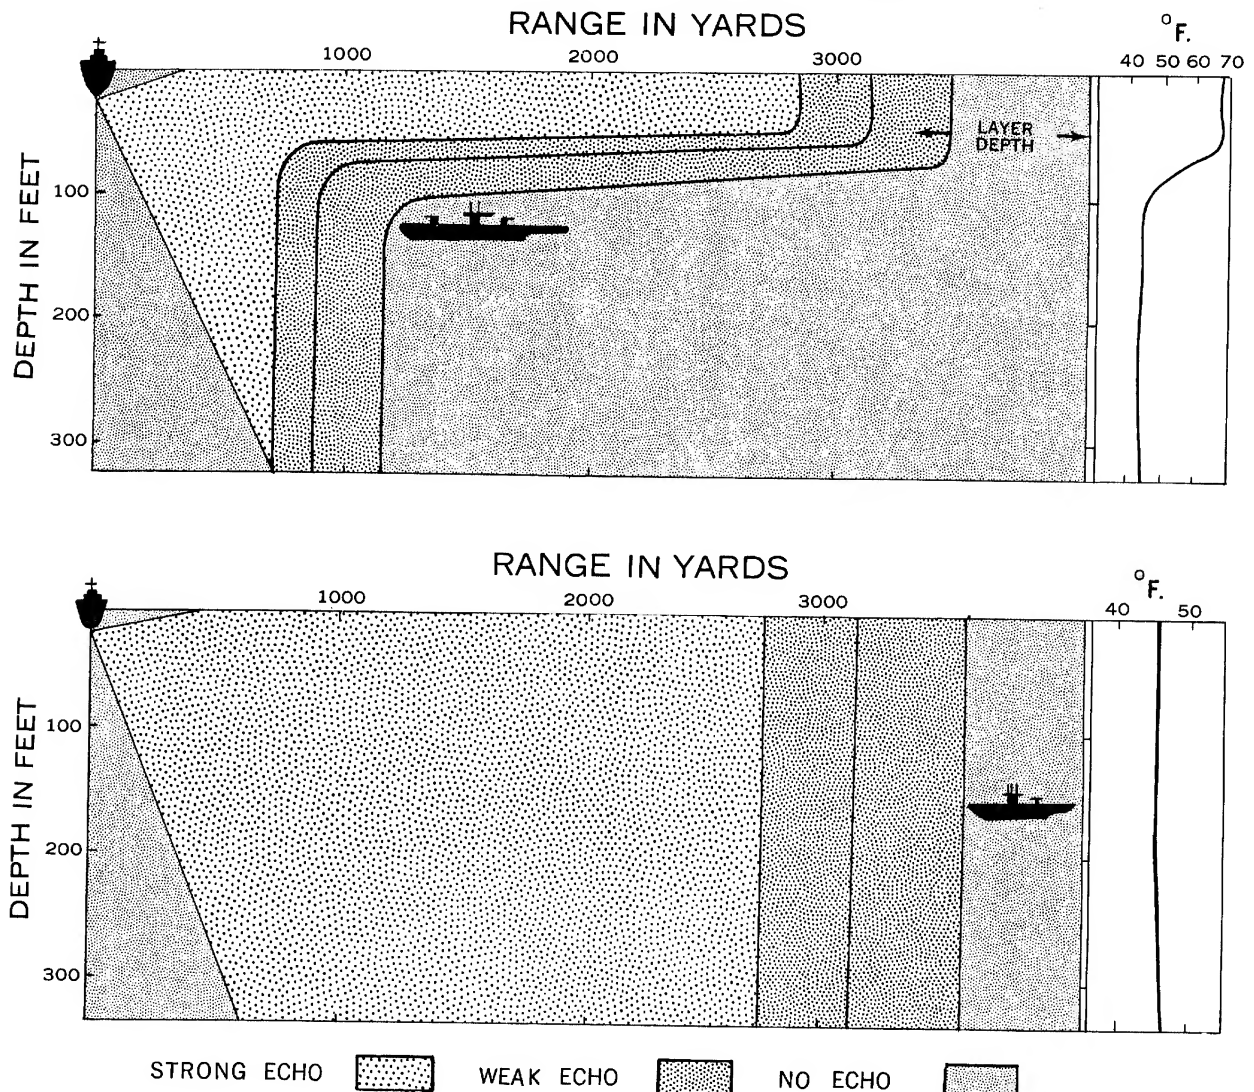 RANGE IN YARDS
°F.
1000 2000 3000
40 50 60 70
LAYER
DEPTH
DEPTH IN FEET
100
200
300
RANGE IN YARDS
°F.
1000 2000 3000
40 50
DEPTH IN FEET
100
200
300
STRONG ECHO WEAK ECHO NO ECHO